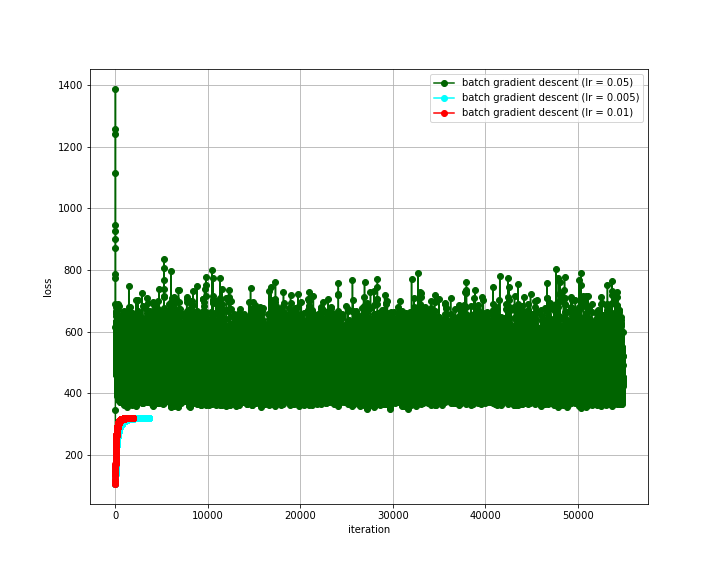 batch gradient descent (lr = 0.05)
batch gradient descent (lr = 0.005)
batch gradient descent (lr = 0.01)
1400
1200
1000
800
600
400
200
loss
0 10000 20000 30000 40000 50000
iteration